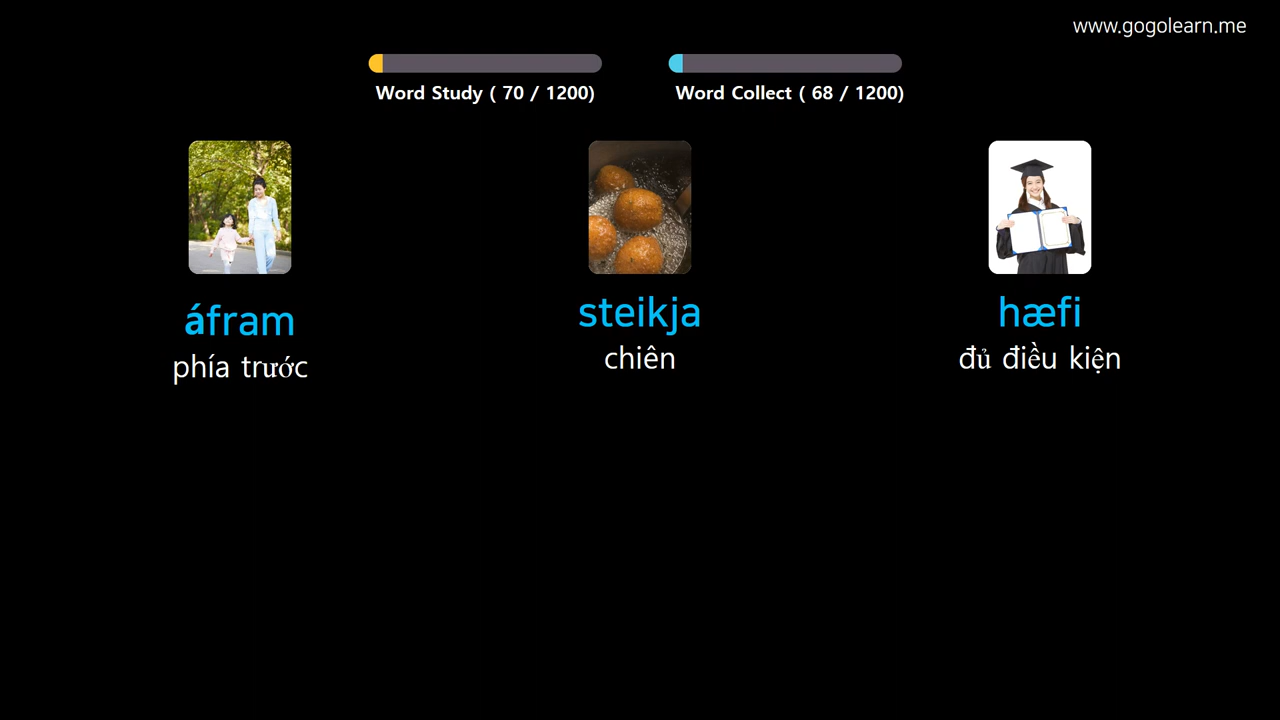 www.gogolearn.me
Word Study ( 70 / 1200)
Word Collect ( 68 / 1200)
áfram
phía trước
steikja
chiên
hæfi
đủ điều kiện